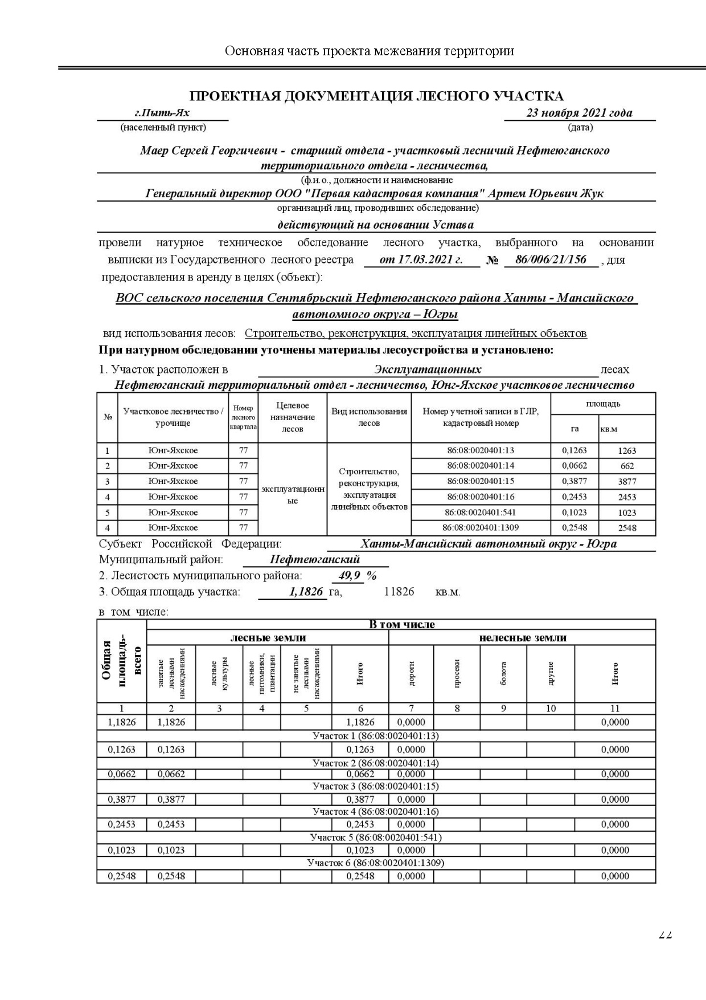 Основная часть проекта межевания территории
ПРОЕКТНАЯ ДОКУМЕНТАЦИЯ ЛЕСНОГО УЧАСТКА
г.Пыть-Ях 23 ноября 2021 года
(населенный пункт) (дата)
Маер Сергей Георгичевич - старший отдела - участковый лесничий Нефтеюганского
территориального отдела - лесничества,
(ф.и.о., должности и наименование
Генеральный директор ООО "Первая кадастровая компания" Артем Юрьевич Жук
организаций лиц, проводивших обследование)
действующий на основании Устава
провели натурное техническое обследование лесного участка, выбранного на основании
выписки из Государственного лесного реестра от 17.03.2021 г. № 86/006/21/156 , для
предоставления в аренду в целях (объект):
ВОС сельского поселения Сентябрьский Нефтеюганского района Ханты - Мансийского
автономного округа – Югры
вид использования лесов: Строительство, реконструкция, эксплуатация линейных объектов
При натурном обследовании уточнены материалы лесоустройства и установлено:
1. Участок расположен в Эксплуатационных лесах
Нефтеюганский территориальный отдел - лесничество, Юнг-Яхское участковое лесничество
№ Участковое лесничество / урочище Номер лесного квартала Целевое назначение лесов Вид использования лесов Номер учетной записи в ГЛР, кадастровый номер площадь
га кв.м
1 Юнг-Яхское 77 эксплуатационн ые Строительство, реконструкция, эксплуатация линейных объектов 86:08:0020401:13 0,1263 1263
2 Юнг-Яхское 77 86:08:0020401:14 0,0662 662
3 Юнг-Яхское 77 86:08:0020401:15 0,3877 3877
4 Юнг-Яхское 77 86:08:0020401:16 0,2453 2453
5 Юнг-Яхское 77 86:08:0020401:541 0,1023 1023
4 Юнг-Яхское 77 86:08:0020401:1309 0,2548 2548
Субъект Российской Федерации: Ханты-Мансийский автономный округ - Югра
Муниципальный район: Нефтеюганский
2. Лесистость муниципального района: 49,9 %
3. Общая площадь участка: 1,1826 га, 11826 кв.м.
в том числе:
Общая площадь- всего В том числе
лесные земли нелесные земли
занятые лесными насаждениями лесные культуры лесные питомники, плантации не занятые лесными насаждениями Итого дороги просеки болота другие Итого
1 2 3 4 5 6 7 8 9 10 11
1,1826 1,1826 1,1826 0,0000 0,0000
Участок 1 (86:08:0020401:13)
0,1263 0,1263 0,1263 0,0000 0,0000
Участок 2 (86:08:0020401:14)
0,0662 0,0662 0,0662 0,0000 0,0000
Участок 3 (86:08:0020401:15)
0,3877 0,3877 0,3877 0,0000 0,0000
Участок 4 (86:08:0020401:16)
0,2453 0,2453 0,2453 0,0000 0,0000
Участок 5 (86:08:0020401:541)
0,1023 0,1023 0,1023 0,0000 0,0000
Участок 6 (86:08:0020401:1309)
0,2548 0,2548 0,2548 0,0000 0,0000
22